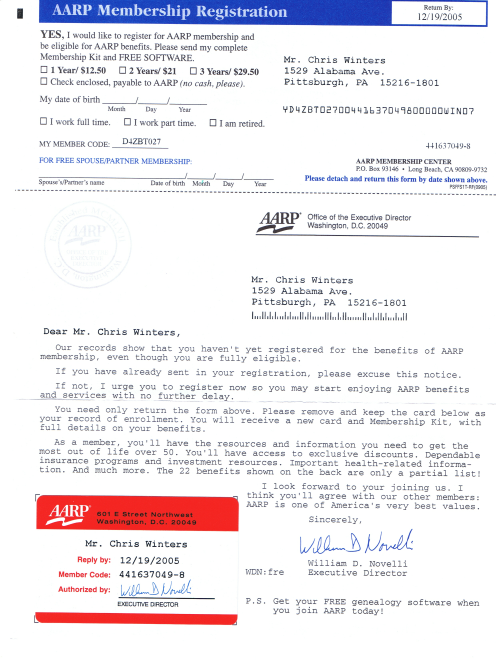 AARP Membership Registration
Return By:
12/19/2005
YES, I would like to register for AARP membership and
be eligible for AARP benefits. Please send my complete
Membership Kit and FREE SOFTWARE.
☐ 1 Year/ $12.50 ☐ 2 Years/ $21 ☐ 3 Years/ $29.50
☐ Check enclosed, payable to AARP (no cash, please).
My date of birth ______/______/______
Month Day Year
☐ I work full time. ☐ I work part time. ☐ I am retired.
MY MEMBER CODE: D4ZBT027
FOR FREE SPOUSE/PARTNER MEMBERSHIP:
Spouse's/Partner's name Date of birth Month Day Year
Mr. Chris Winters
1529 Alabama Ave.
Pittsburgh, PA 15216-1801
YD4ZBT02700441637049800000WIN07
441637049-8
AARP MEMBERSHIP CENTER
P.O. Box 93146 • Long Beach, CA 90809-9732
Please detach and return this form by date shown above.
AARP
AARP Office of the Executive Director
Washington, D.C. 20049
Mr. Chris Winters
1529 Alabama Ave.
Pittsburgh, PA 15216-1801
Dear Mr. Chris Winters,
Our records show that you haven't yet registered for the benefits of AARP
membership, even though you are fully eligible.
If you have already sent in your registration, please excuse this notice.
If not, I urge you to register now so you may start enjoying AARP benefits
and services with no further delay.
You need only return the form above. Please remove and keep the card below as
your record of enrollment. You will receive a new card and Membership Kit, with
full details on your benefits.
As a member, you'll have the resources and information you need to get the
most out of life over 50. You'll have access to exclusive discounts. Dependable
insurance programs and investment resources. Important health-related informa-
tion. And much more. The 22 benefits shown on the back are only a partial list!
I look forward to your joining us. I
think you'll agree with our other members:
AARP is one of America's very best values.
Sincerely,
William D Novelli
William D. Novelli
WDN:fre Executive Director
P.S. Get your FREE genealogy software when
you join AARP today!
AARP 601 E Street Northwest
Washington, D.C. 20049
Mr. Chris Winters
Reply by: 12/19/2005
Member Code: 441637049-8
Authorized by: William D Novelli
EXECUTIVE DIRECTOR